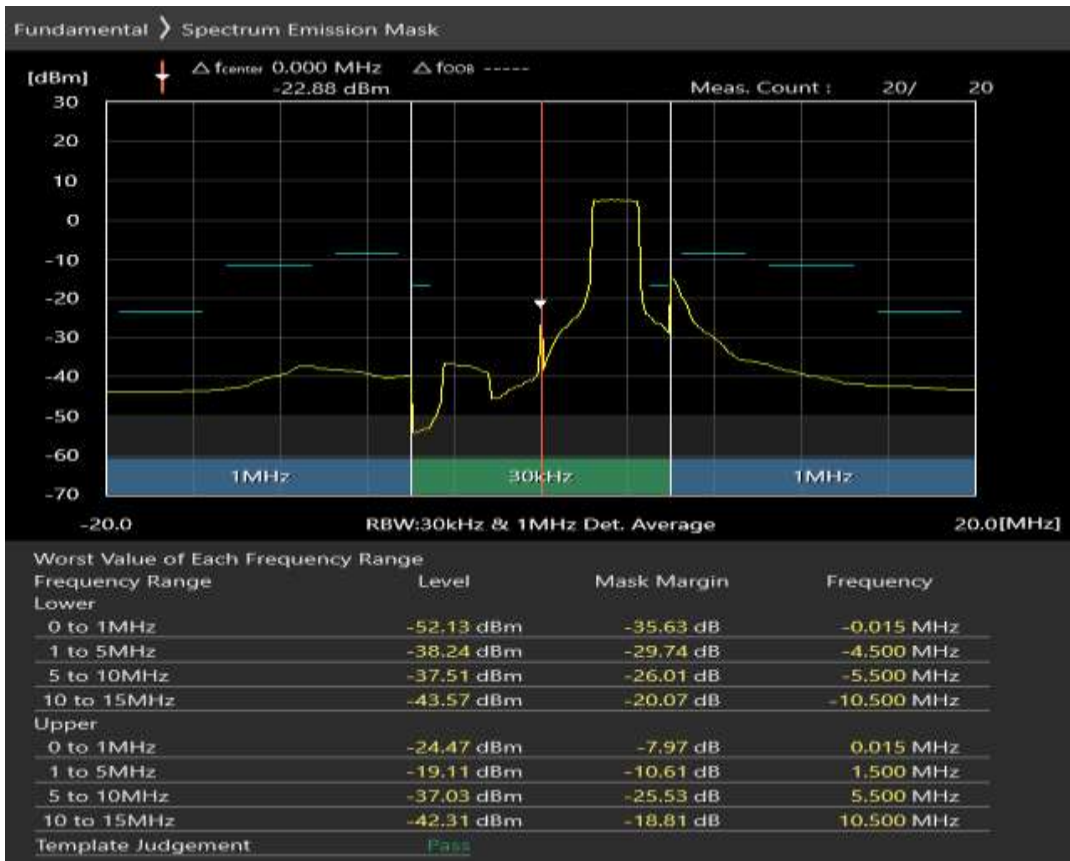 Fundamental ❭ Spectrum Emission Mask
[dBm] △ fcenter 0.000 MHz △ fOOB -----
-22.88 dBm Meas. Count : 20/ 20
30
20
10
0
-10
-20
-30
-40
-50
-60
1MHz 30kHz 1MHz
-70
-20.0 RBW:30kHz & 1MHz Det. Average 20.0[MHz]
Worst Value of Each Frequency Range
Frequency Range Level Mask Margin Frequency
Lower
0 to 1MHz -52.13 dBm -35.63 dB -0.015 MHz
1 to 5MHz -38.24 dBm -29.74 dB -4.500 MHz
5 to 10MHz -37.51 dBm -26.01 dB -5.500 MHz
10 to 15MHz -43.57 dBm -20.07 dB -10.500 MHz
Upper
0 to 1MHz -24.47 dBm -7.97 dB 0.015 MHz
1 to 5MHz -19.11 dBm -10.61 dB 1.500 MHz
5 to 10MHz -37.03 dBm -25.53 dB 5.500 MHz
10 to 15MHz -42.31 dBm -18.81 dB 10.500 MHz
Template Judgement Pass